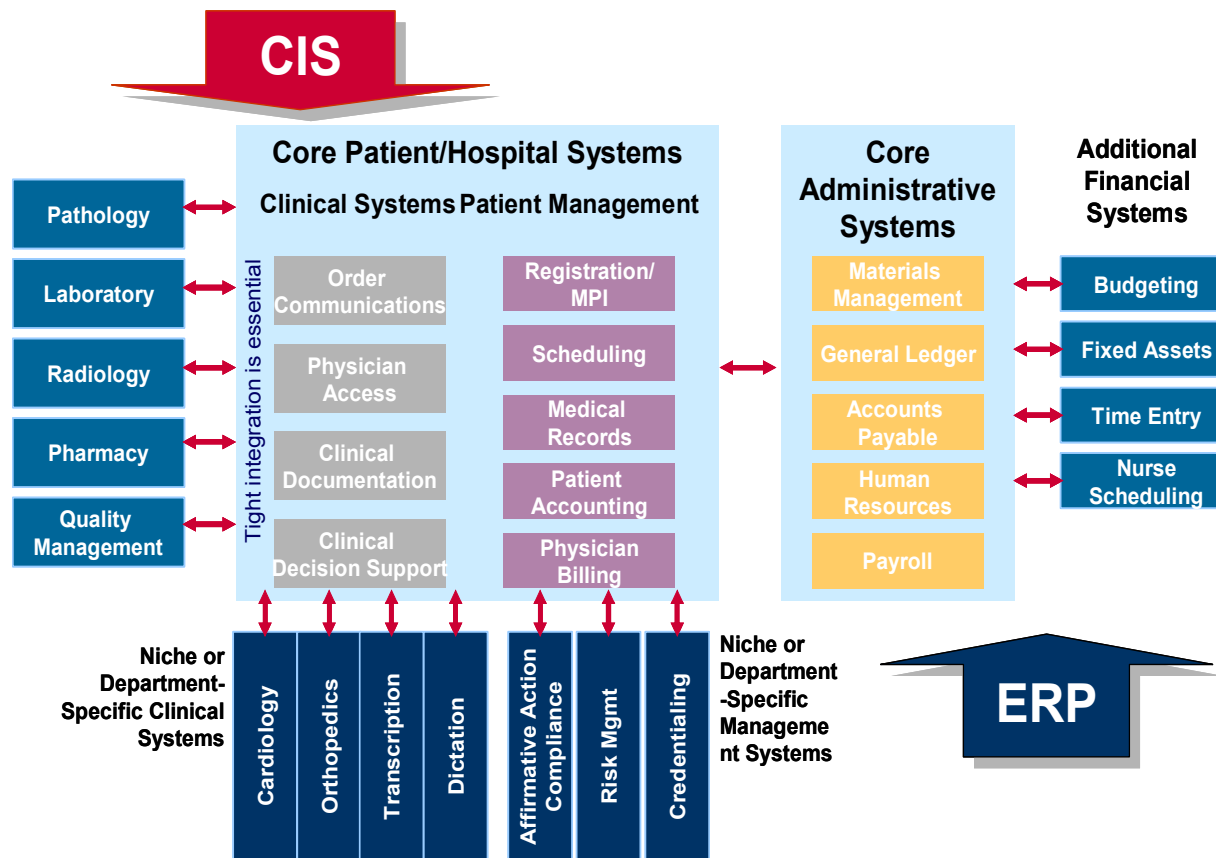 CIS
Core Patient/Hospital Systems
Clinical Systems Patient Management
Core
Administrative
Systems
Additional
Financial
Systems
Pathology
Laboratory
Radiology
Pharmacy
Quality
Management
Tight integration is essential
Order
Communications
Physician
Access
Clinical
Documentation
Clinical
Decision Support
Registration/
MPI
Scheduling
Medical
Records
Patient
Accounting
Physician
Billing
Materials
Management
General Ledger
Accounts
Payable
Human
Resources
Payroll
Budgeting
Fixed Assets
Time Entry
Nurse
Scheduling
Niche or
Department-
Specific Clinical
Systems
Cardiology
Orthopedics
Transcription
Dictation
Affirmative Action
Compliance
Risk Mgmt
Credentialing
Niche or
Department
-Specific
Manageme
nt Systems
ERP